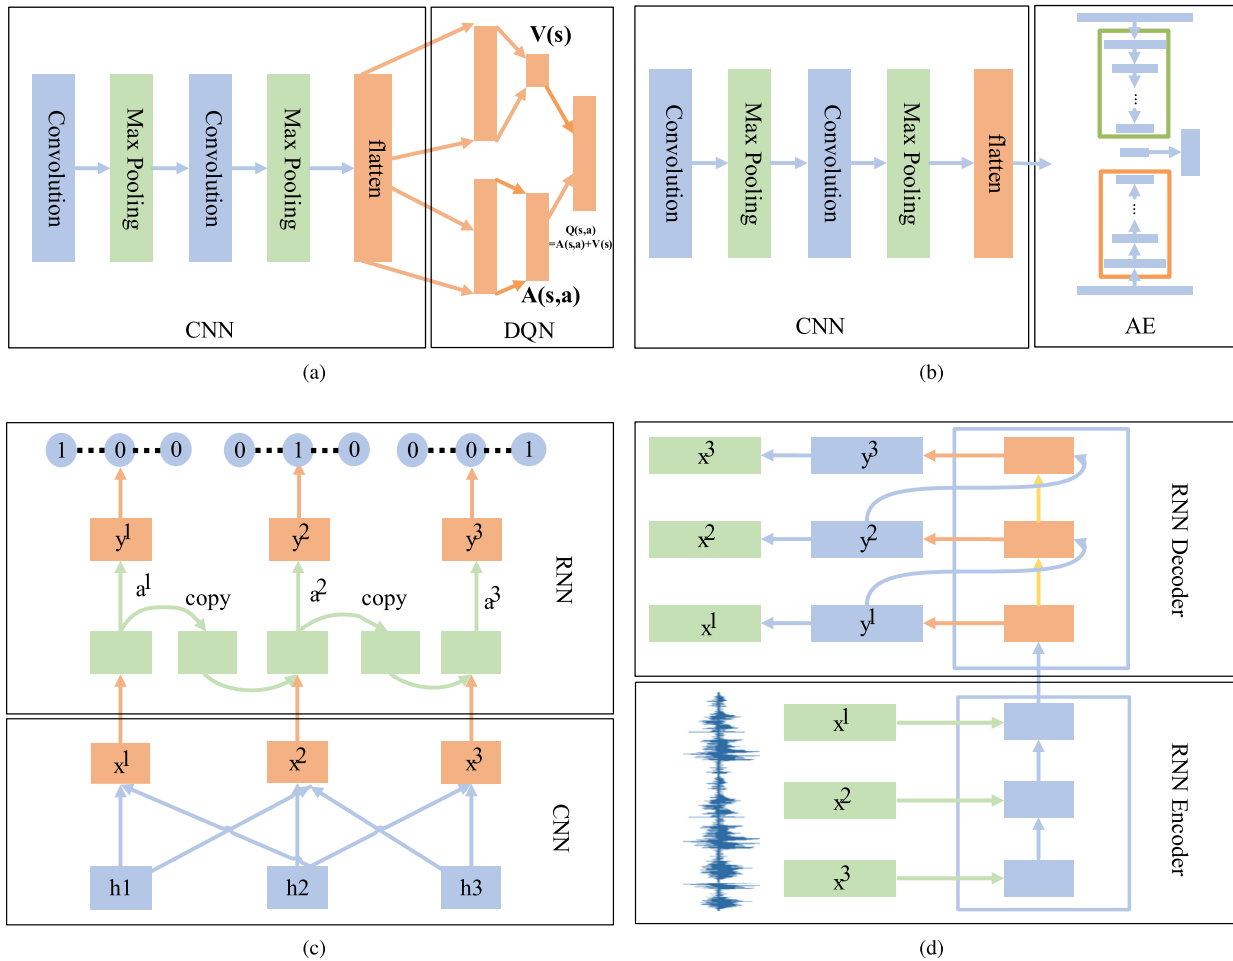 Convolution
Max Pooling
Convolution
Max Pooling
flatten
V(s)
Q(s,a)
=A(s,a)+V(s)
A(s,a)
CNN
DQN
(a)
Convolution
Max Pooling
Convolution
Max Pooling
flatten
...
...
CNN
AE
(b)
1 0 0 0 1 0 0 0 1
y1 y2 y3
a1 copy a2 copy a3
RNN
x1 x2 x3
h1 h2 h3
CNN
(c)
x3 y3
x2 y2
x1 y1
RNN Decoder
x1
x2
x3
RNN Encoder
(d)